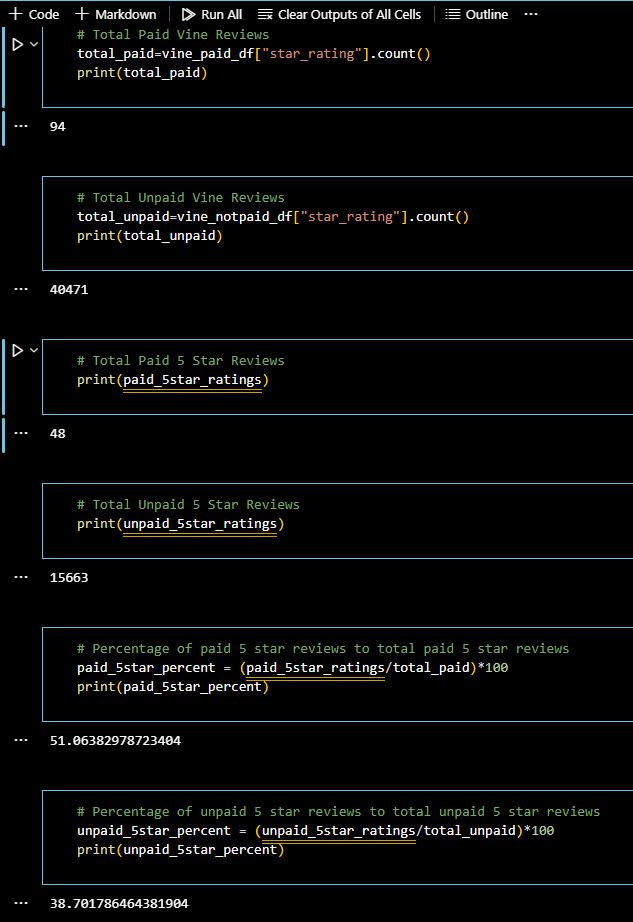 + Code + Markdown Run All Clear Outputs of All Cells Outline ...
# Total Paid Vine Reviews
total_paid=vine_paid_df["star_rating"].count()
print(total_paid)
... 94
# Total Unpaid Vine Reviews
total_unpaid=vine_notpaid_df["star_rating"].count()
print(total_unpaid)
... 40471
# Total Paid 5 Star Reviews
print(paid_5star_ratings)
... 48
# Total Unpaid 5 Star Reviews
print(unpaid_5star_ratings)
... 15663
# Percentage of paid 5 star reviews to total paid 5 star reviews
paid_5star_percent = (paid_5star_ratings/total_paid)*100
print(paid_5star_percent)
... 51.06382978723404
# Percentage of unpaid 5 star reviews to total unpaid 5 star reviews
unpaid_5star_percent = (unpaid_5star_ratings/total_unpaid)*100
print(unpaid_5star_percent)
... 38.701786464381904